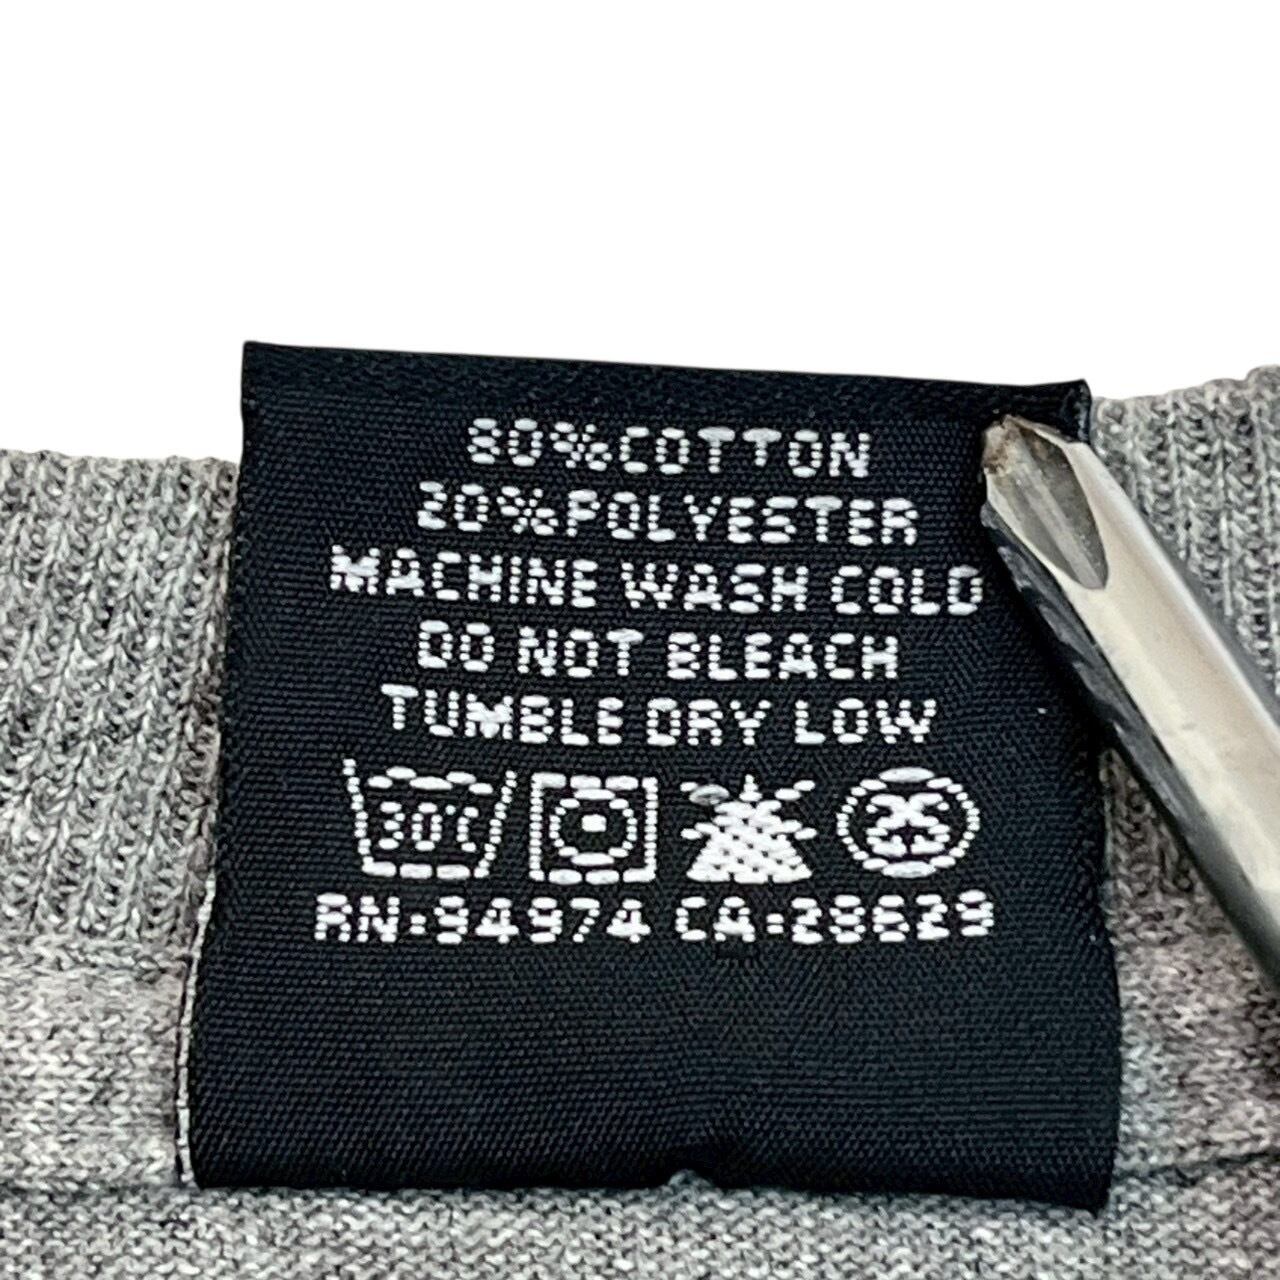 80%COTTON
20%POLYESTER
MACHINE WASH COLD
DO NOT BLEACH
TUMBLE DRY LOW
30°C
RN:94974 CA:28629